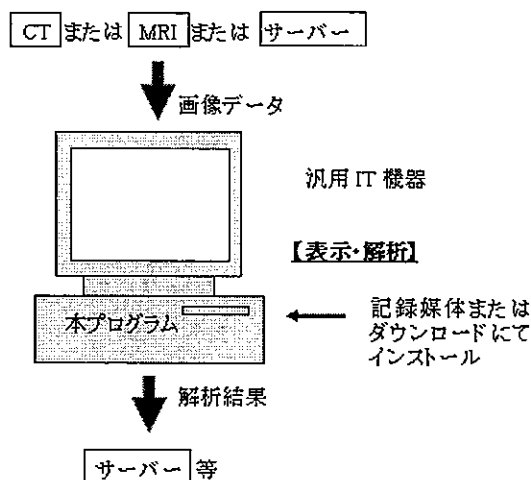 CT または MRI または サーバー
画像データ
汎用 IT 機器
【表示・解析】
本プログラム
記録媒体または
ダウンロードにて
インストール
解析結果
サーバー 等